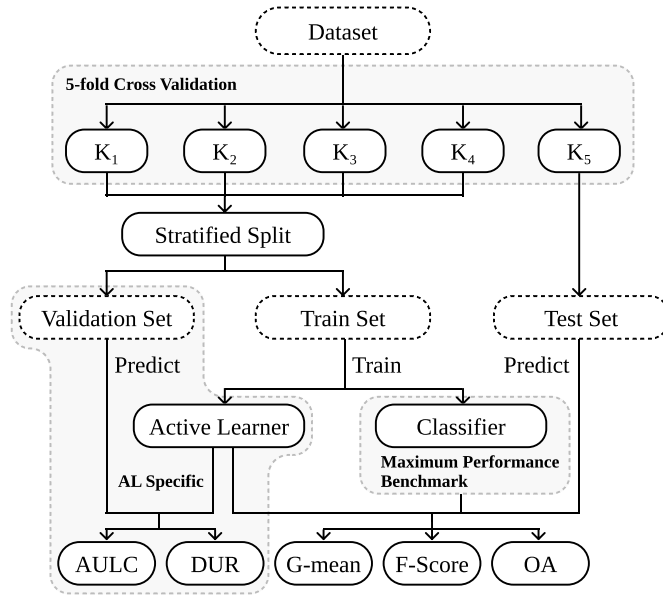 Dataset
5-fold Cross Validation
K₁ K₂ K₃ K₄ K₅
Stratified Split
Validation Set Train Set Test Set
Predict Train Predict
Active Learner Classifier
AL Specific
Maximum Performance
Benchmark
AULC DUR G-mean F-Score OA